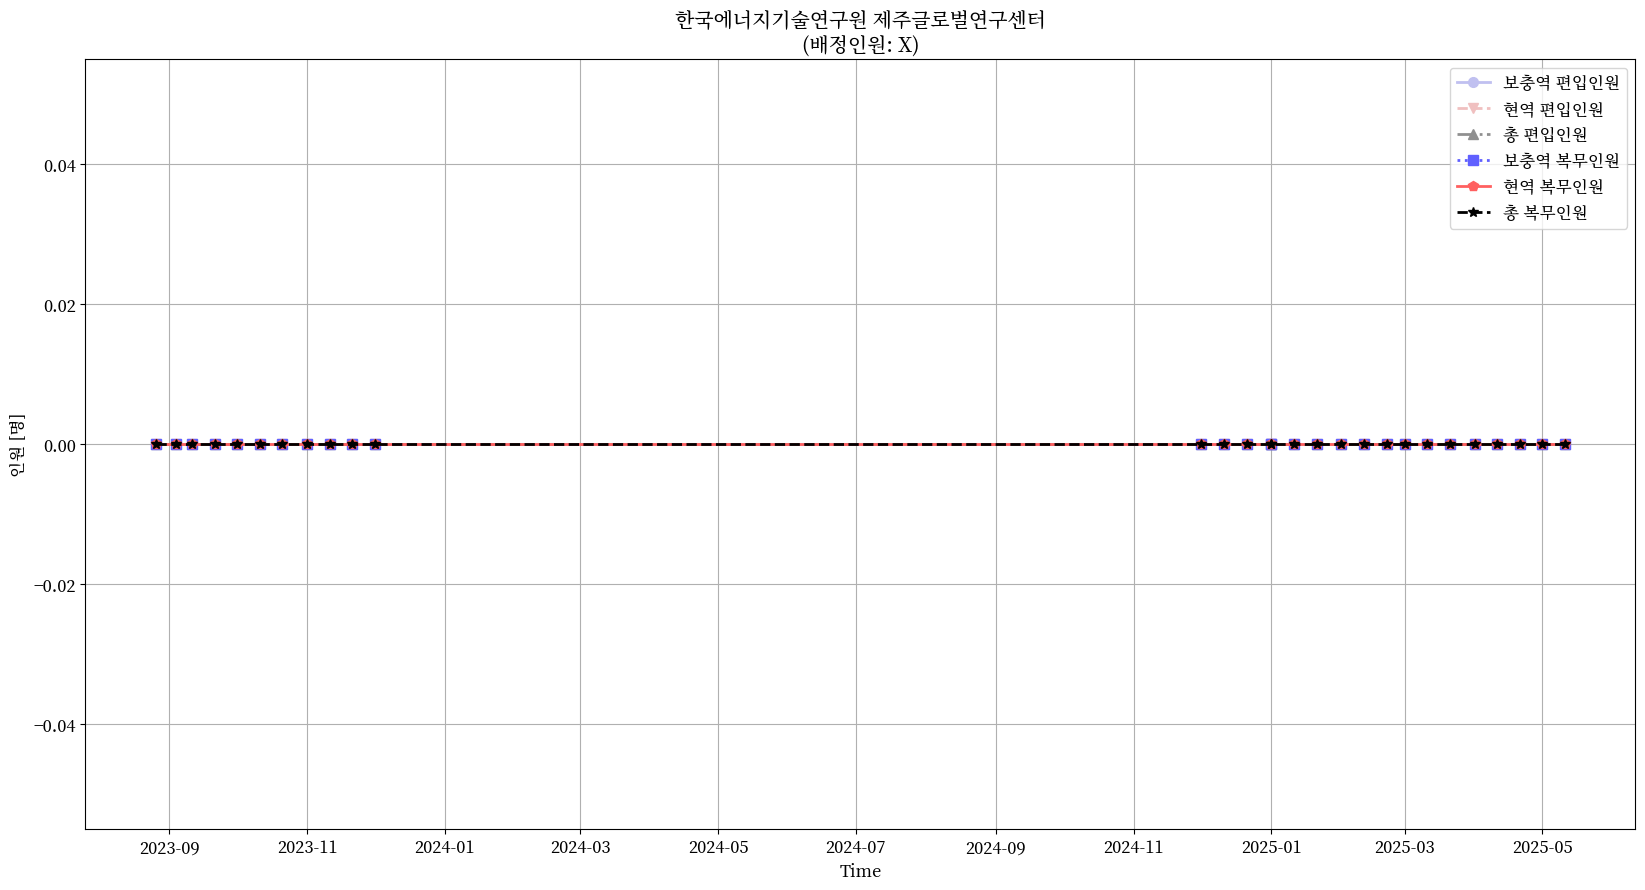 한국에너지기술연구원 제주글로벌연구센터
(배정인원: X)
보충역 편입인원
현역 편입인원
총 편입인원
보충역 복무인원
현역 복무인원
총 복무인원
인원 [명]
0.04
0.02
0.00
−0.02
−0.04
2023-09 2023-11 2024-01 2024-03 2024-05 2024-07 2024-09 2024-11 2025-01 2025-03 2025-05
Time